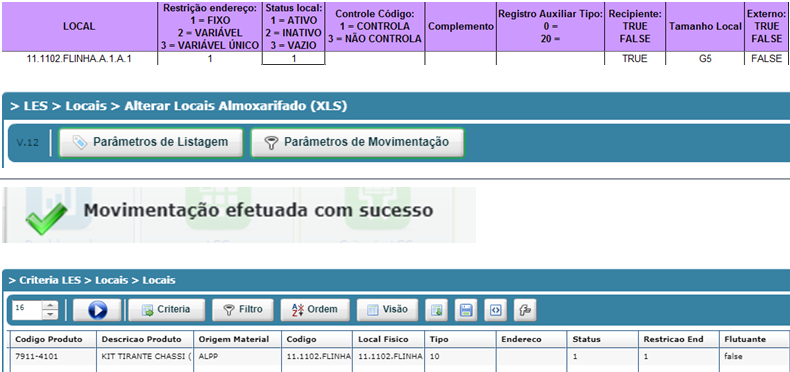 LOCAL
Restrição endereço:
1 = FIXO
2 = VARIÁVEL
3 = VARIÁVEL ÚNICO
Status local:
1 = ATIVO
2 = INATIVO
3 = VAZIO
Controle Código:
1 = CONTROLA
3 = NÃO CONTROLA
Complemento
Registro Auxiliar Tipo:
0 =
20 =
Recipiente:
TRUE
FALSE
Tamanho Local
Externo:
TRUE
FALSE
11.1102.FLINHA.A.1.A.1 1 1 TRUE G5 FALSE
> LES > Locais > Alterar Locais Almoxarifado (XLS)
V.12 Parâmetros de Listagem Parâmetros de Movimentação
Movimentação efetuada com sucesso
> Criteria LES > Locais > Locais
16 Criteria Filtro Ordem Visão
Codigo Produto Descricao Produto Origem Material Codigo Local Fisico Tipo Endereco Status Restricao End Flutuante
7911-4101 KIT TIRANTE CHASSI ( ALPP 11.1102.FLINHA 11.1102.FLINHA 10 1 1 false